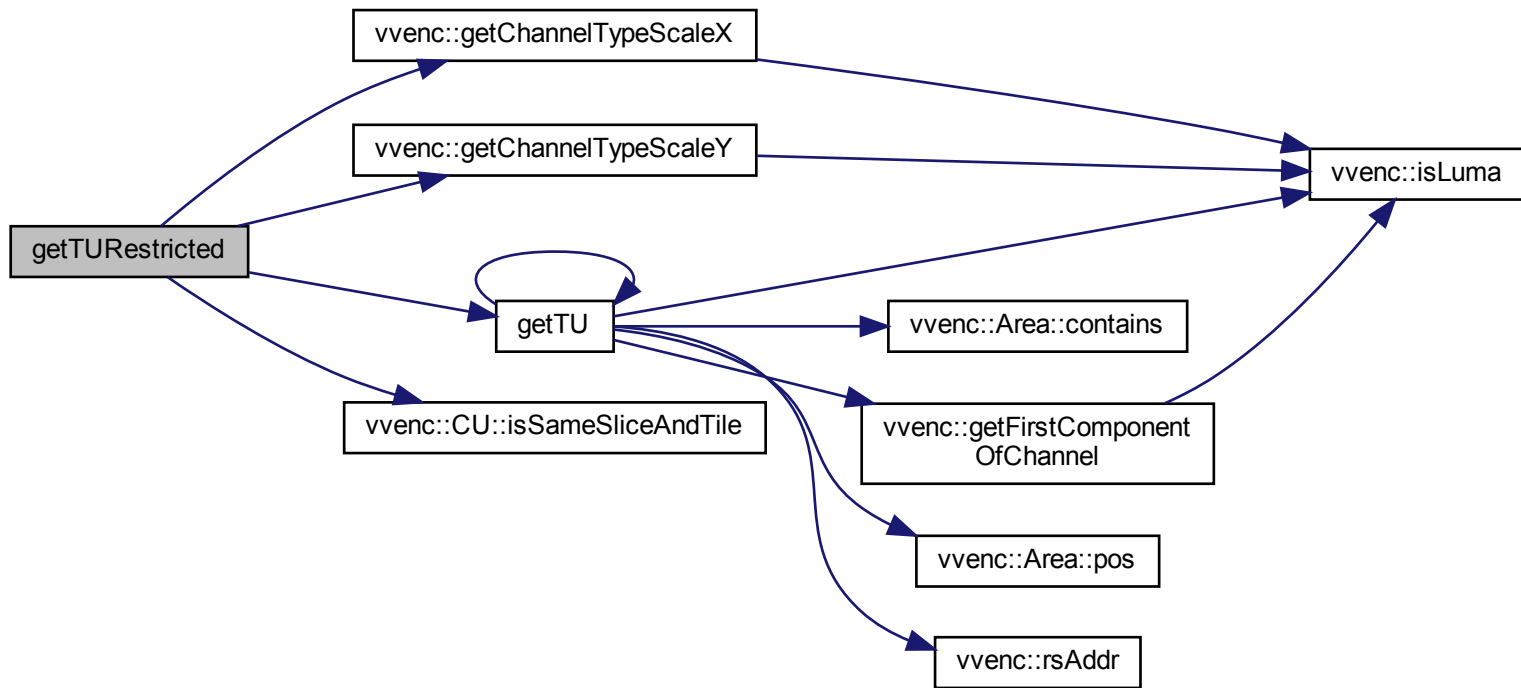 vvenc::getChannelTypeScaleX
vvenc::getChannelTypeScaleY
vvenc::isLuma
getTURestricted
getTU
vvenc::Area::contains
vvenc::CU::isSameSliceAndTile
vvenc::getFirstComponent
OfChannel
vvenc::Area::pos
vvenc::rsAddr